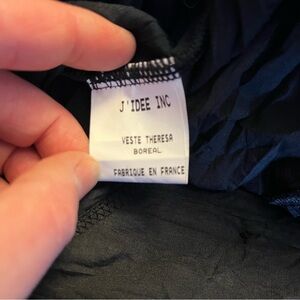 J'IDEE INC
VESTE THERESA
BOREAL
FABRIQUE EN FRANCE